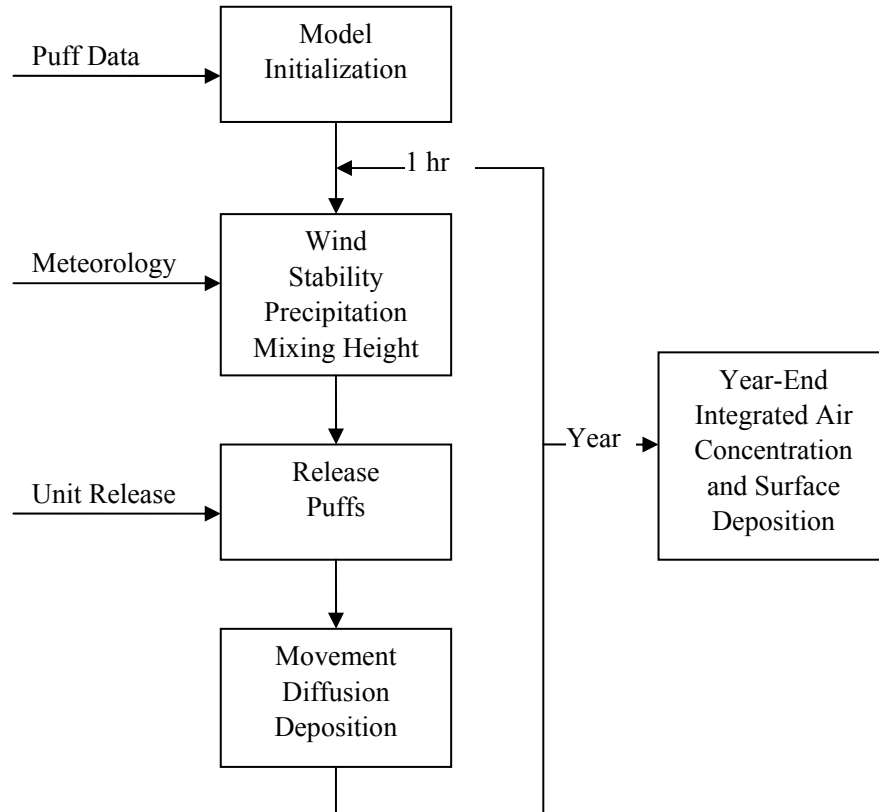 Puff Data
Model
Initialization
1 hr
Meteorology
Wind
Stability
Precipitation
Mixing Height
Year
Year-End
Integrated Air
Concentration
and Surface
Deposition
Unit Release
Release
Puffs
Movement
Diffusion
Deposition